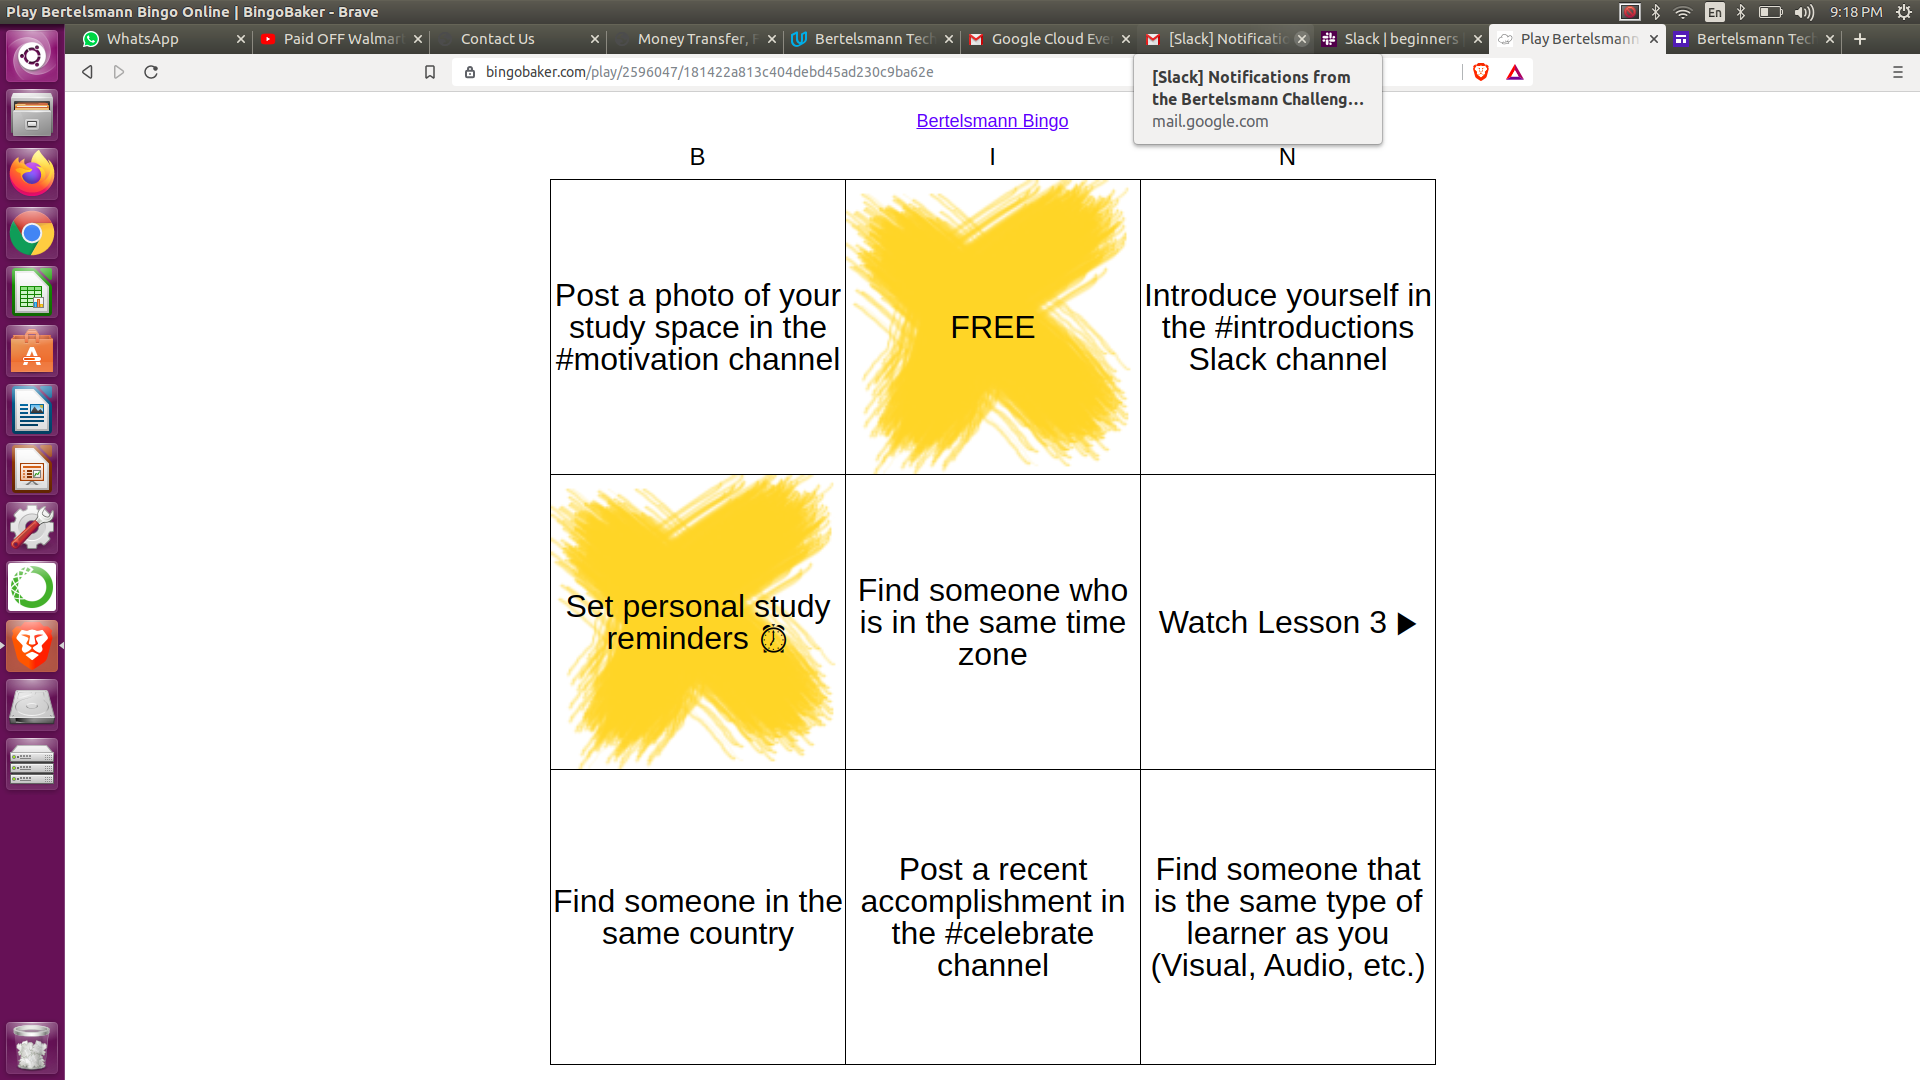 Play Bertelsmann Bingo Online | BingoBaker - Brave
En
9:18 PM
WhatsApp
Paid OFF Walmar
Contact Us
Money Transfer, F
Bertelsmann Tech
Google Cloud Eve
[Slack] Notificatio
Slack | beginners
Play Bertelsmann
Bertelsmann Tech
bingobaker.com/play/2596047/181422a813c404debd45ad230c9ba62e
[Slack] Notifications from
the Bertelsmann Challeng…
mail.google.com
Bertelsmann Bingo
B
I
N
Post a photo of your
study space in the
#motivation channel
FREE
Introduce yourself in
the #introductions
Slack channel
Set personal study
reminders ⏰
Find someone who
is in the same time
zone
Watch Lesson 3 ▶
Find someone in the
same country
Post a recent
accomplishment in
the #celebrate
channel
Find someone that
is the same type of
learner as you
(Visual, Audio, etc.)